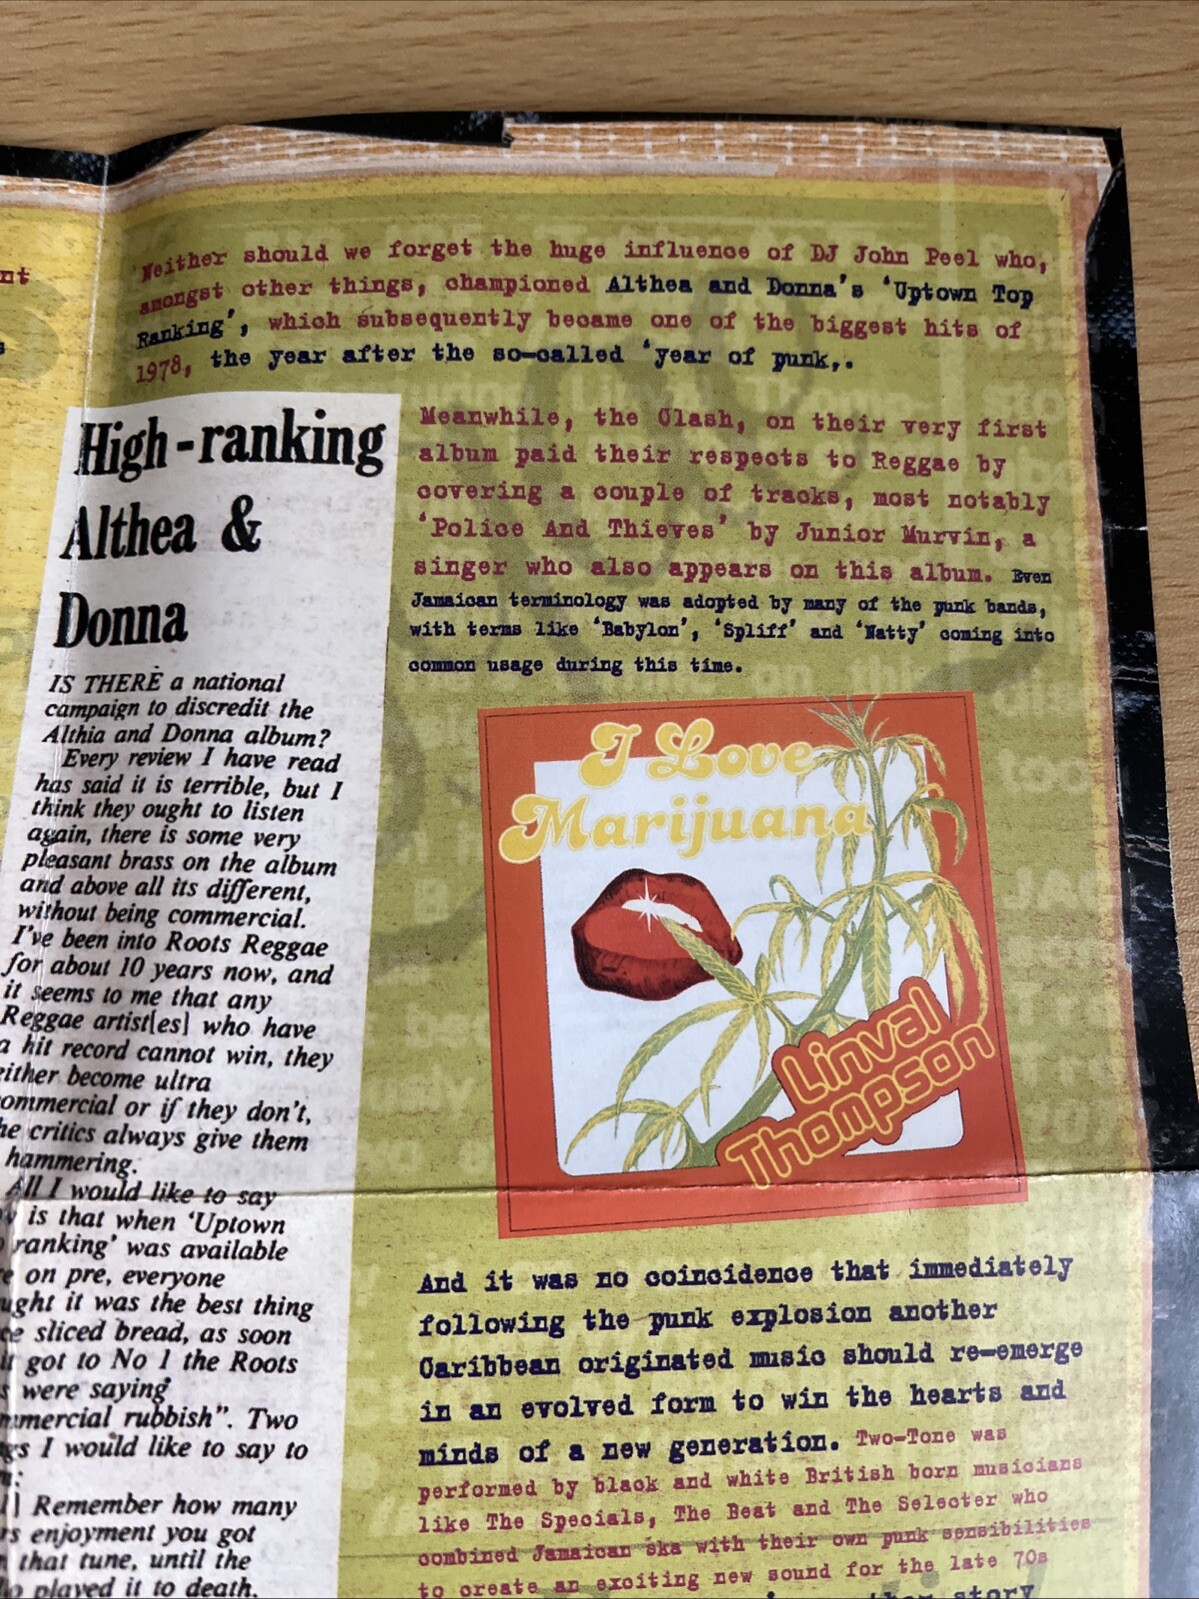 nt
s
Neither should we forget the huge influence of DJ John Peel who,
amongst other things, championed Althea and Donna's 'Uptown Top
Ranking', which subsequently became one of the biggest hits of
1978, the year after the so-called 'year of punk,.
High-ranking
Althea &
Donna
IS THERE a national
campaign to discredit the
Althia and Donna album?
Every review I have read
has said it is terrible, but I
think they ought to listen
again, there is some very
pleasant brass on the album
and above all its different,
without being commercial.
I've been into Roots Reggae
for about 10 years now, and
it seems to me that any
Reggae artist[es] who have
a hit record cannot win, they
either become ultra
ommercial or if they don't,
he critics always give them
hammering.
All I would like to say
is that when 'Uptown
ranking' was available
e on pre, everyone
ught it was the best thing
ce sliced bread, as soon
it got to No 1 the Roots
s were saying
mmercial rubbish". Two
gs I would like to say to
:
] Remember how many
rs enjoyment you got
that tune, until the
played it to death.
Meanwhile, the Clash, on their very first
album paid their respects to Reggae by
covering a couple of tracks, most notably
'Police And Thieves' by Junior Murvin, a
singer who also appears on this album. Even
Jamaican terminology was adopted by many of the punk bands,
with terms like 'Babylon', 'Spliff' and 'Natty' coming into
common usage during this time.
I Love
Marijuana
Linval
Thompson
And it was no coincidence that immediately
following the punk explosion another
Caribbean originated music should re-emerge
in an evolved form to win the hearts and
minds of a new generation. Two-Tone was
performed by black and white British born musicians
like The Specials, The Beat and The Selecter who
combined Jamaican ska with their own punk sensibilities
to create an exciting new sound for the late 70s
story